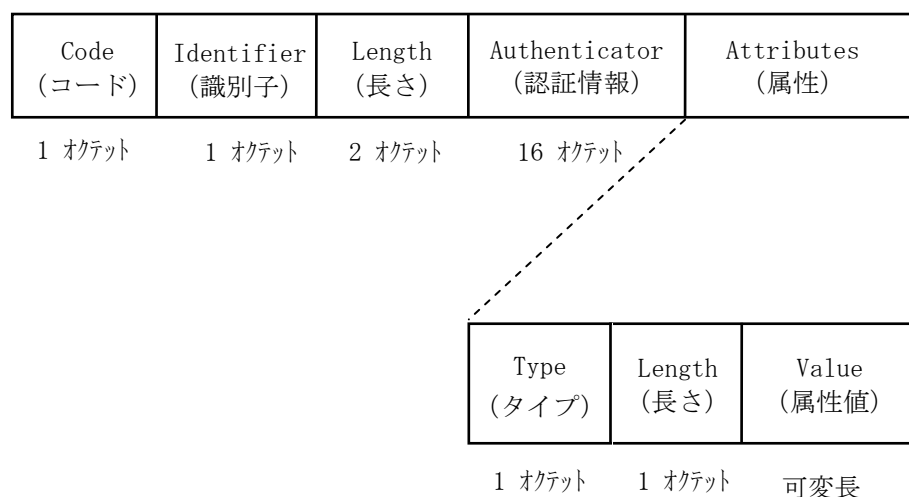 Code Identifier Length Authenticator Attributes
(コード) (識別子) (長さ) (認証情報) (属性)
1 ｵｸﾃｯﾄ 1 ｵｸﾃｯﾄ 2 ｵｸﾃｯﾄ 16 ｵｸﾃｯﾄ
Type Length Value
(タイプ) (長さ) (属性値)
1 ｵｸﾃｯﾄ 1 ｵｸﾃｯﾄ 可変長